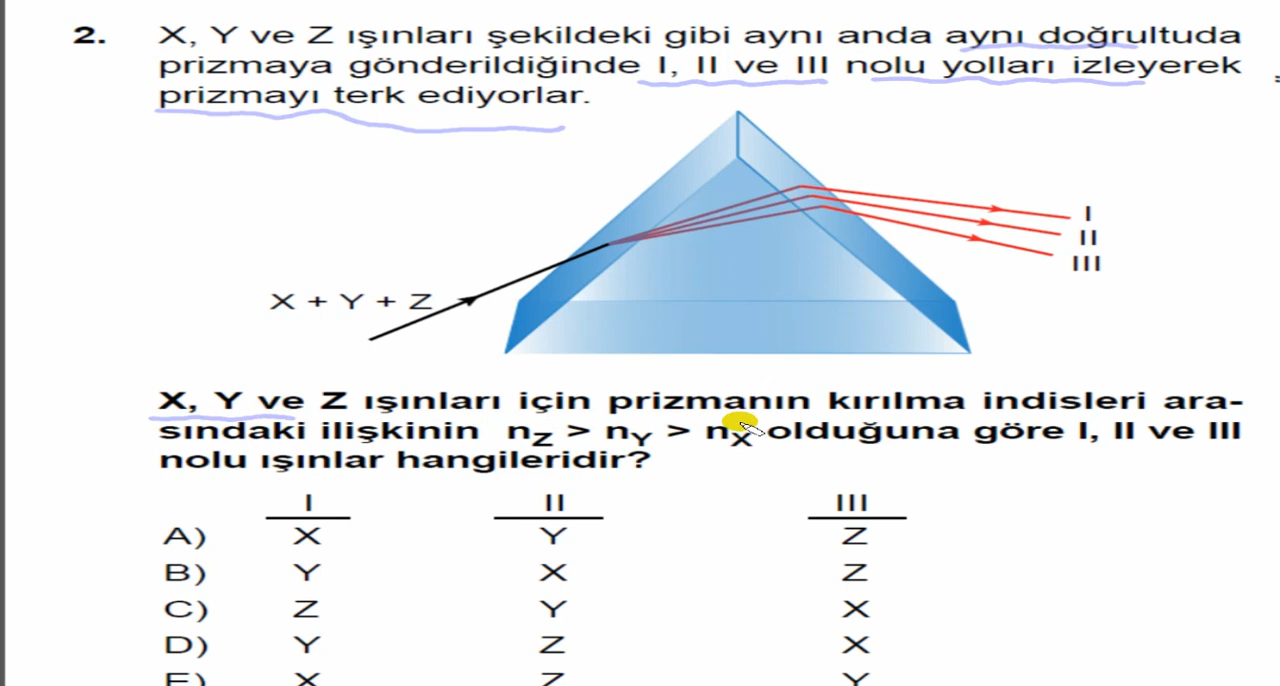 2. X, Y ve Z ışınları şekildeki gibi aynı anda aynı doğrultuda
prizmaya gönderildiğinde I, II ve III nolu yolları izleyerek
prizmayı terk ediyorlar.
I
II
III
X + Y + Z
X, Y ve Z ışınları için prizmanın kırılma indisleri ara-
sındaki ilişkinin nZ > nY > nX olduğuna göre I, II ve III
nolu ışınlar hangileridir?
I II III
A) X Y Z
B) Y X Z
C) Z Y X
D) Y Z X
E) X Z Y